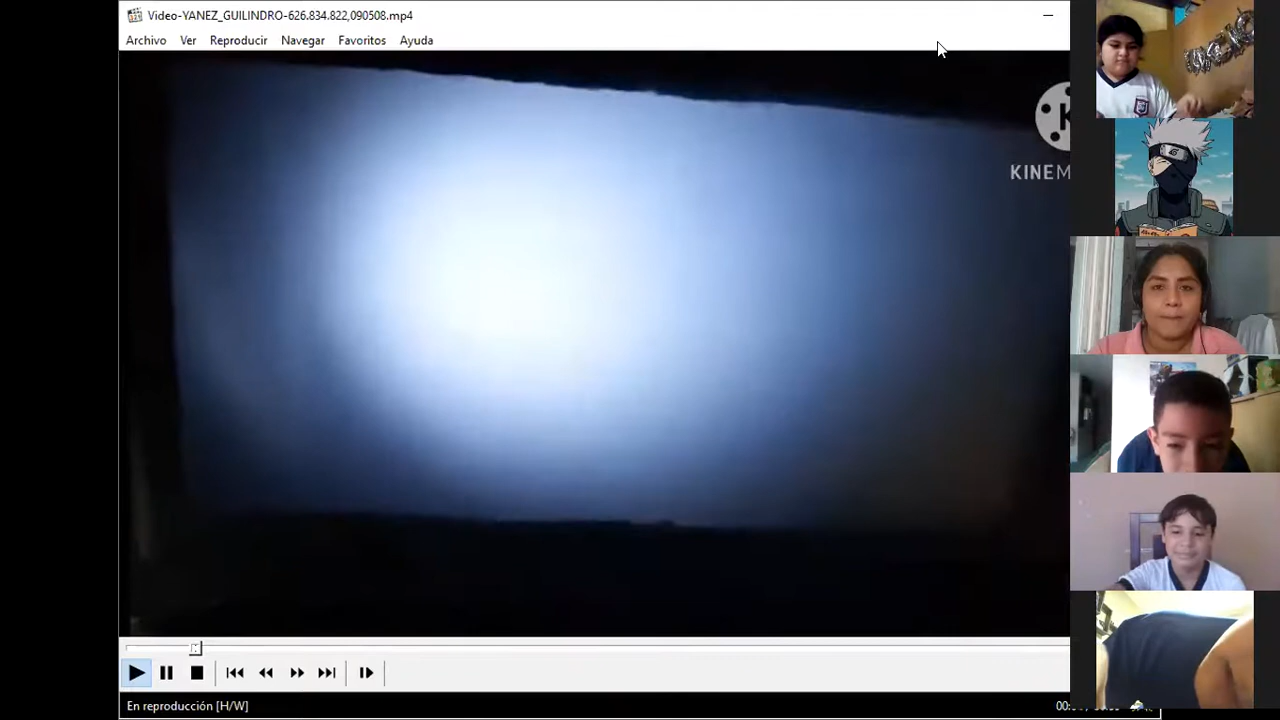 Video-YANEZ_GUILINDRO-626.834.822,090508.mp4
Archivo Ver Reproducir Navegar Favoritos Ayuda
K
KINEM
En reproducción [H/W]